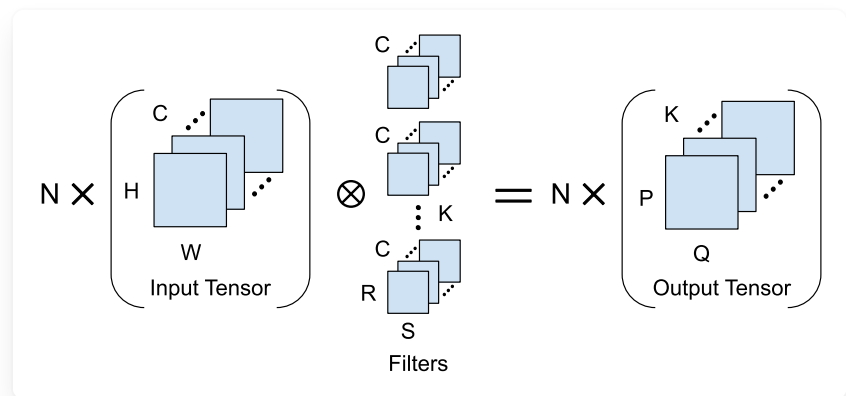 C
C
N × H
C
⊗
= N × P
K
C
K
R
W
Q
Input Tensor
Output Tensor
S
Filters